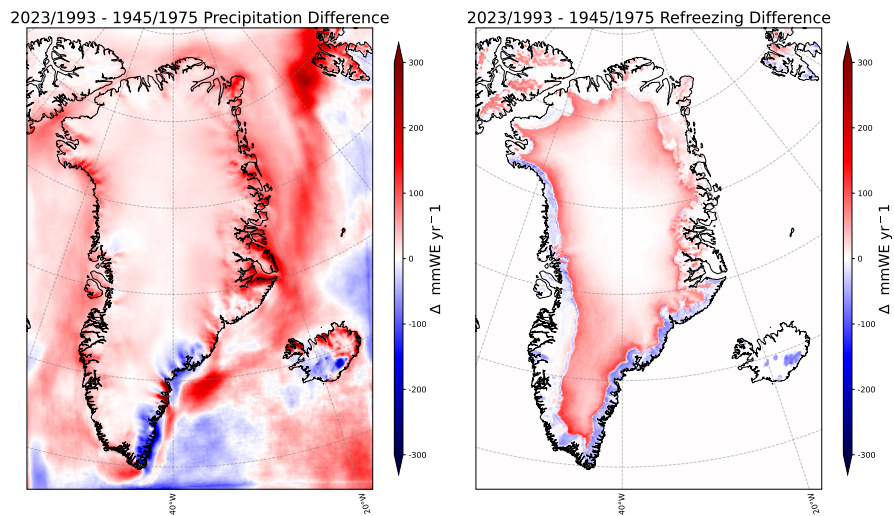 2023/1993 - 1945/1975 Precipitation Difference
300
200
100
0
-100
-200
-300
Δ mmWE yr−1
40°W
20°W
2023/1993 - 1945/1975 Refreezing Difference
300
200
100
0
-100
-200
-300
Δ mmWE yr−1
40°W
20°W